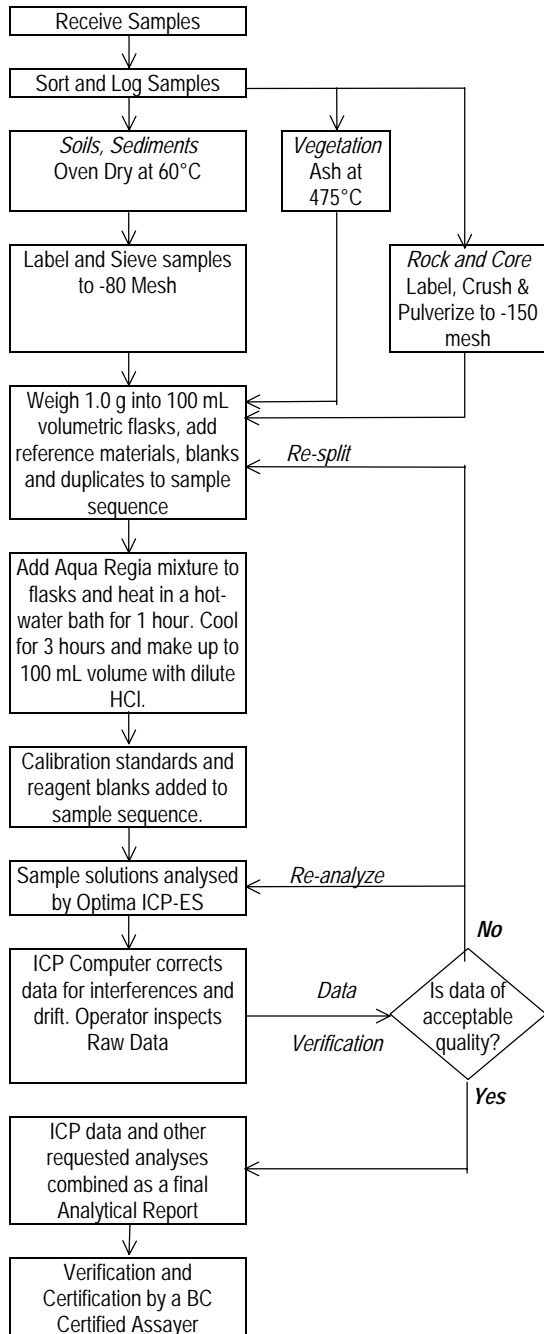 Receive Samples
Sort and Log Samples
Soils, Sediments
Oven Dry at 60°C
Vegetation
Ash at
475°C
Label and Sieve samples
to -80 Mesh
Rock and Core
Label, Crush &
Pulverize to -150
mesh
Weigh 1.0 g into 100 mL
volumetric flasks, add
reference materials, blanks
and duplicates to sample
sequence
Re-split
Add Aqua Regia mixture to
flasks and heat in a hot-
water bath for 1 hour. Cool
for 3 hours and make up to
100 mL volume with dilute
HCl.
Calibration standards and
reagent blanks added to
sample sequence.
Sample solutions analysed
by Optima ICP-ES
Re-analyze
No
ICP Computer corrects
data for interferences and
drift. Operator inspects
Raw Data
Data
Verification
Is data of
acceptable
quality?
Yes
ICP data and other
requested analyses
combined as a final
Analytical Report
Verification and
Certification by a BC
Certified Assayer